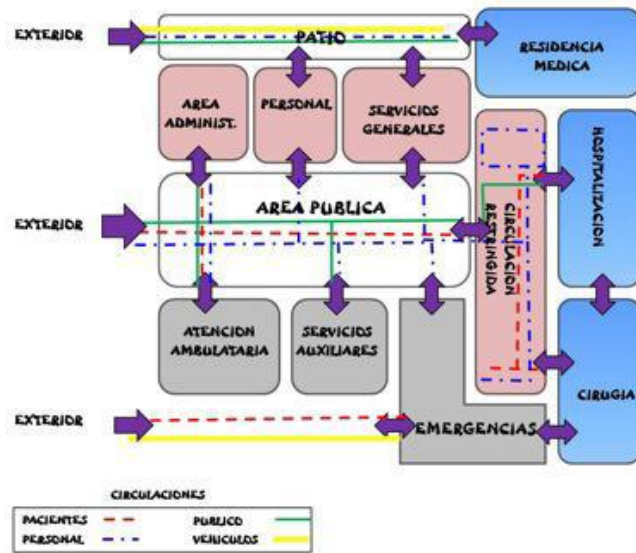 EXTERIOR
PATIO
RESIDENCIA
MEDICA
AREA
ADMINIST.
PERSONAL
SERVICIOS
GENERALES
HOSPITALIZACION
CIRCULACION
RESTRINGIDA
AREA PUBLICA
EXTERIOR
ATENCION
AMBULATARIA
SERVICIOS
AUXILIARES
CIRUGIA
EXTERIOR
EMERGENCIAS
CIRCULACIONES
PACIENTES
PUBLICO
PERSONAL
VEHICULOS